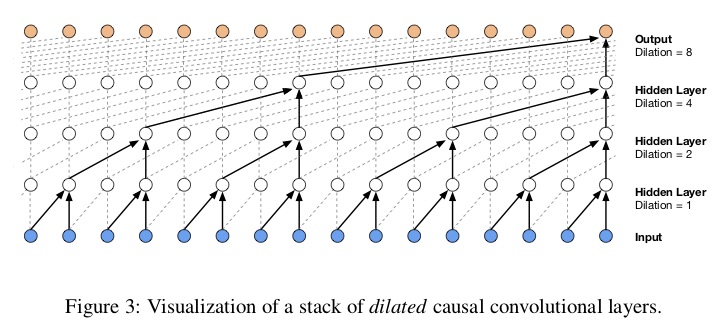 Output
Dilation = 8
Hidden Layer
Dilation = 4
Hidden Layer
Dilation = 2
Hidden Layer
Dilation = 1
Input
Figure 3: Visualization of a stack of dilated causal convolutional layers.